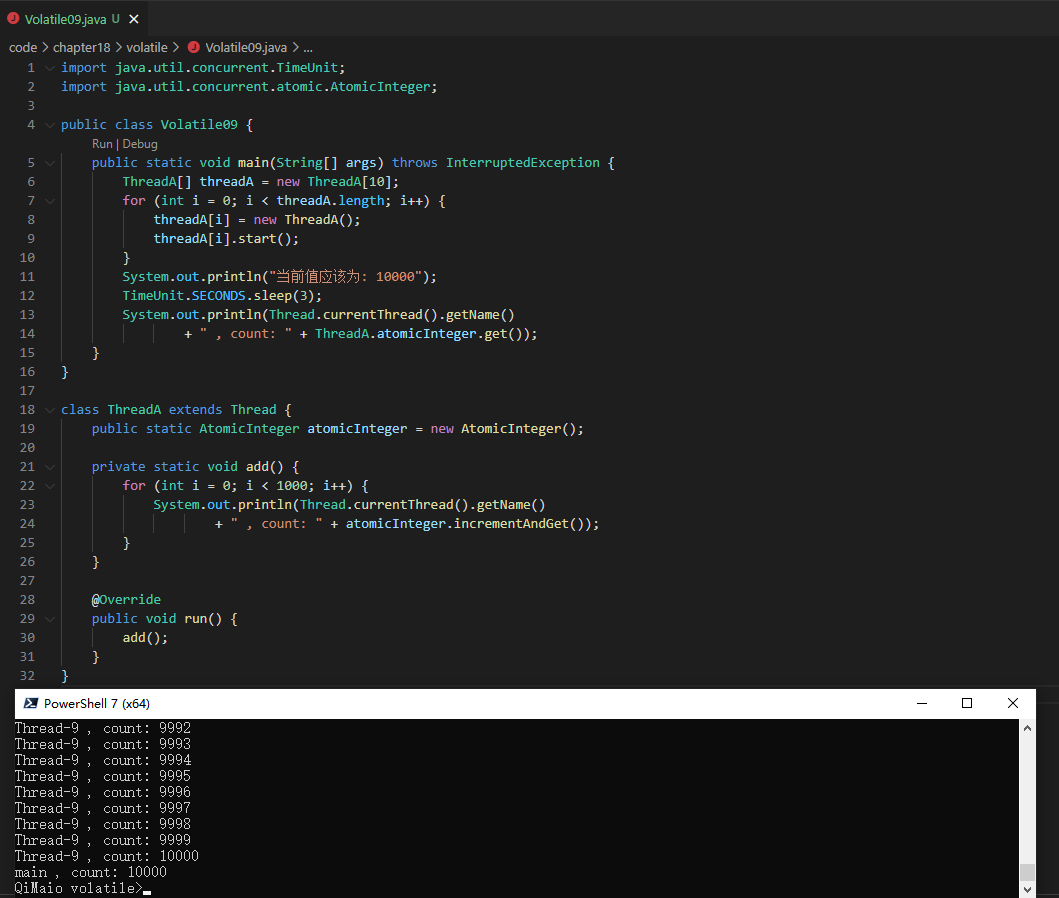 Volatile09.java U
code > chapter18 > volatile > Volatile09.java > ...
1 import java.util.concurrent.TimeUnit;
2 import java.util.concurrent.atomic.AtomicInteger;
3
4 public class Volatile09 {
Run | Debug
5 public static void main(String[] args) throws InterruptedException {
6 ThreadA[] threadA = new ThreadA[10];
7 for (int i = 0; i < threadA.length; i++) {
8 threadA[i] = new ThreadA();
9 threadA[i].start();
10 }
11 System.out.println("当前值应该为: 10000");
12 TimeUnit.SECONDS.sleep(3);
13 System.out.println(Thread.currentThread().getName()
14 + " , count: " + ThreadA.atomicInteger.get());
15 }
16 }
17
18 class ThreadA extends Thread {
19 public static AtomicInteger atomicInteger = new AtomicInteger();
20
21 private static void add() {
22 for (int i = 0; i < 1000; i++) {
23 System.out.println(Thread.currentThread().getName()
24 + " , count: " + atomicInteger.incrementAndGet());
25 }
26 }
27
28 @Override
29 public void run() {
30 add();
31 }
32 }
PowerShell 7 (x64)
Thread-9 , count: 9992
Thread-9 , count: 9993
Thread-9 , count: 9994
Thread-9 , count: 9995
Thread-9 , count: 9996
Thread-9 , count: 9997
Thread-9 , count: 9998
Thread-9 , count: 9999
Thread-9 , count: 10000
main , count: 10000
QiMaio volatile>